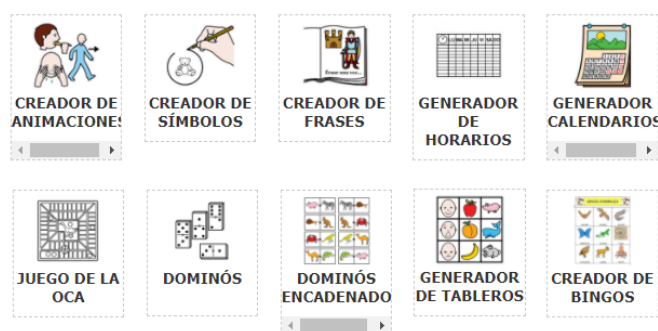 CREADOR DE
ANIMACIONES
CREADOR DE
SÍMBOLOS
CREADOR DE
FRASES
GENERADOR
DE
HORARIOS
GENERADOR
CALENDARIOS
JUEGO DE LA
OCA
DOMINÓS
DOMINÓS
ENCADENADO
GENERADOR
DE TABLEROS
CREADOR DE
BINGOS